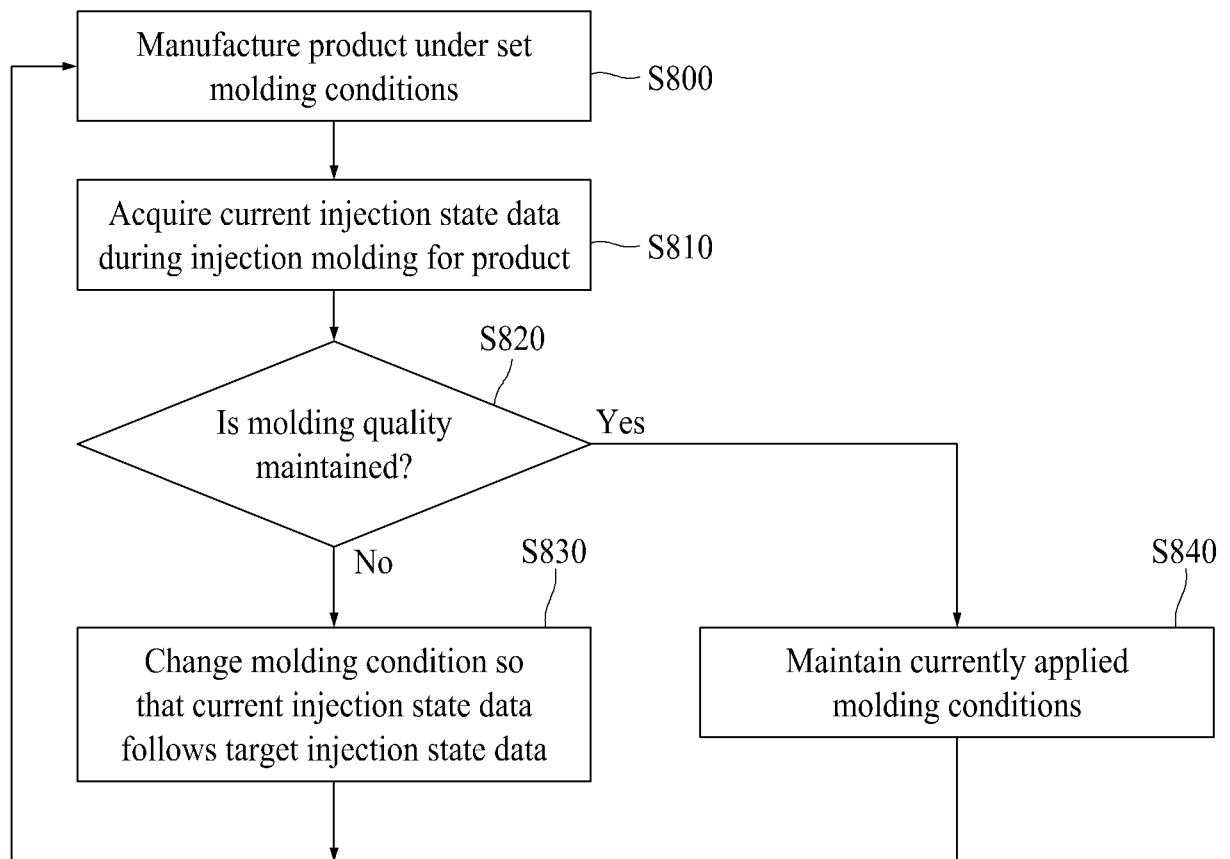 Manufacture product under set
molding conditions
S800
Acquire current injection state data
during injection molding for product
S810
S820
Is molding quality
maintained?
Yes
No
S830
S840
Change molding condition so
that current injection state data
follows target injection state data
Maintain currently applied
molding conditions